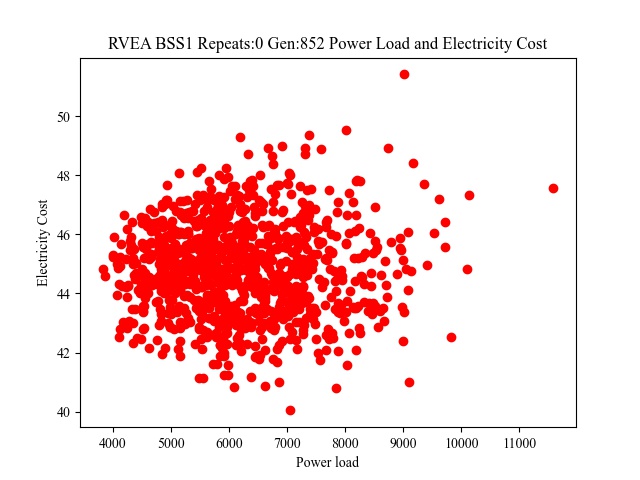 RVEA BSS1 Repeats:0 Gen:852 Power Load and Electricity Cost
Electricity Cost
50
48
46
44
42
40
4000 5000 6000 7000 8000 9000 10000 11000
Power load